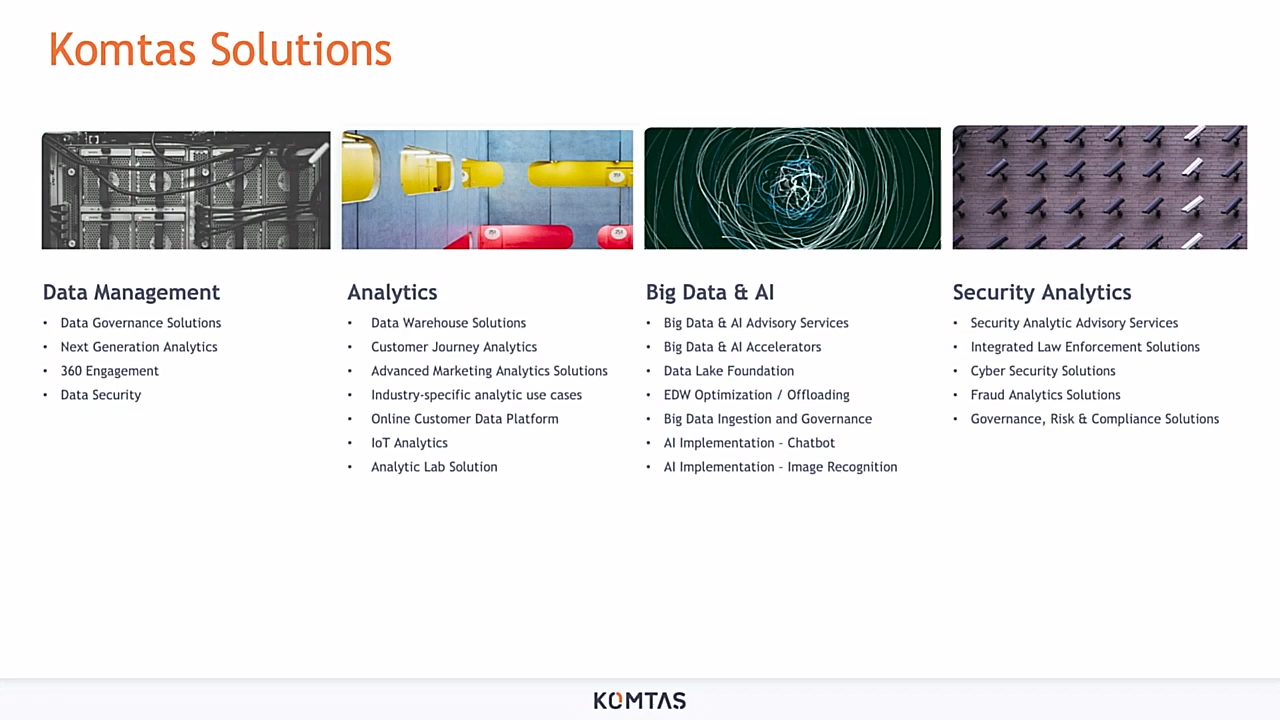 Komtas Solutions
Data Management
• Data Governance Solutions
• Next Generation Analytics
• 360 Engagement
• Data Security
Analytics
• Data Warehouse Solutions
• Customer Journey Analytics
• Advanced Marketing Analytics Solutions
• Industry-specific analytic use cases
• Online Customer Data Platform
• IoT Analytics
• Analytic Lab Solution
Big Data & AI
• Big Data & AI Advisory Services
• Big Data & AI Accelerators
• Data Lake Foundation
• EDW Optimization / Offloading
• Big Data Ingestion and Governance
• AI Implementation - Chatbot
• AI Implementation - Image Recognition
Security Analytics
• Security Analytic Advisory Services
• Integrated Law Enforcement Solutions
• Cyber Security Solutions
• Fraud Analytics Solutions
• Governance, Risk & Compliance Solutions
KOMTAS